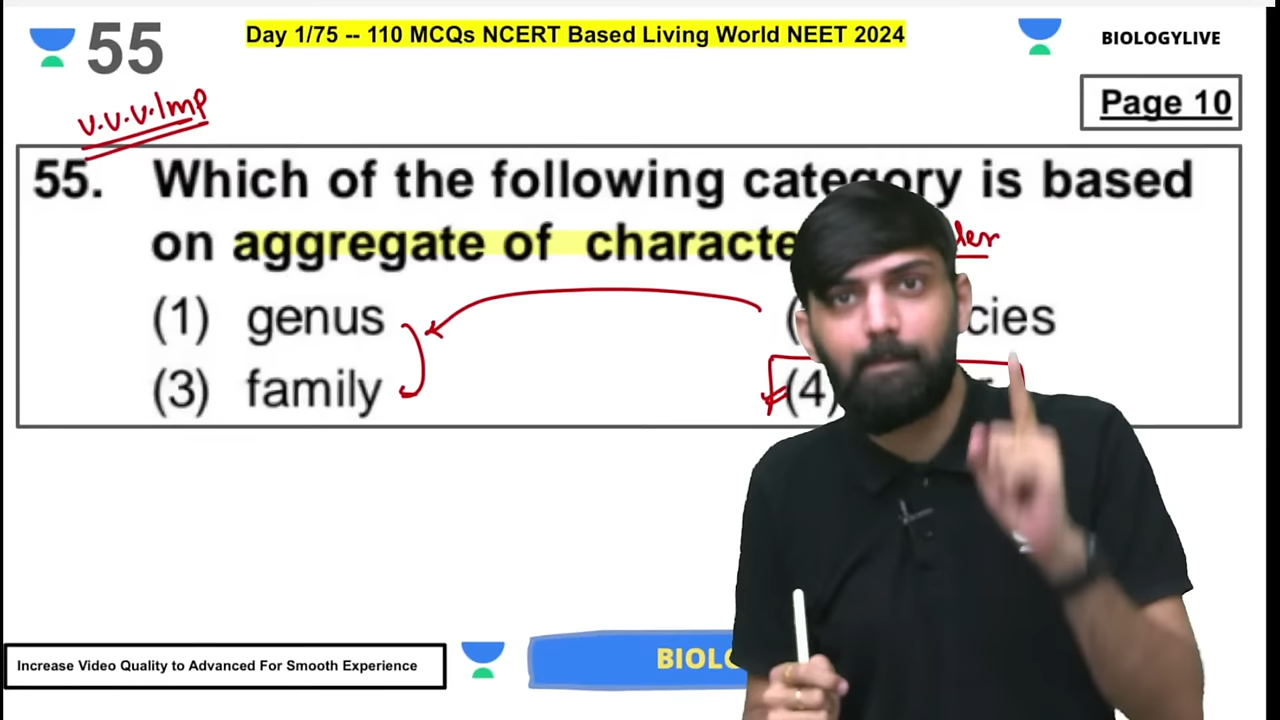 55
Day 1/75 -- 110 MCQs NCERT Based Living World NEET 2024
BIOLOGYLIVE
v.v.v.Imp
Page 10
55. Which of the following category is based
on aggregate of characte
(1) genus
cies
(3) family
(4)
Increase Video Quality to Advanced For Smooth Experience
BIOLO